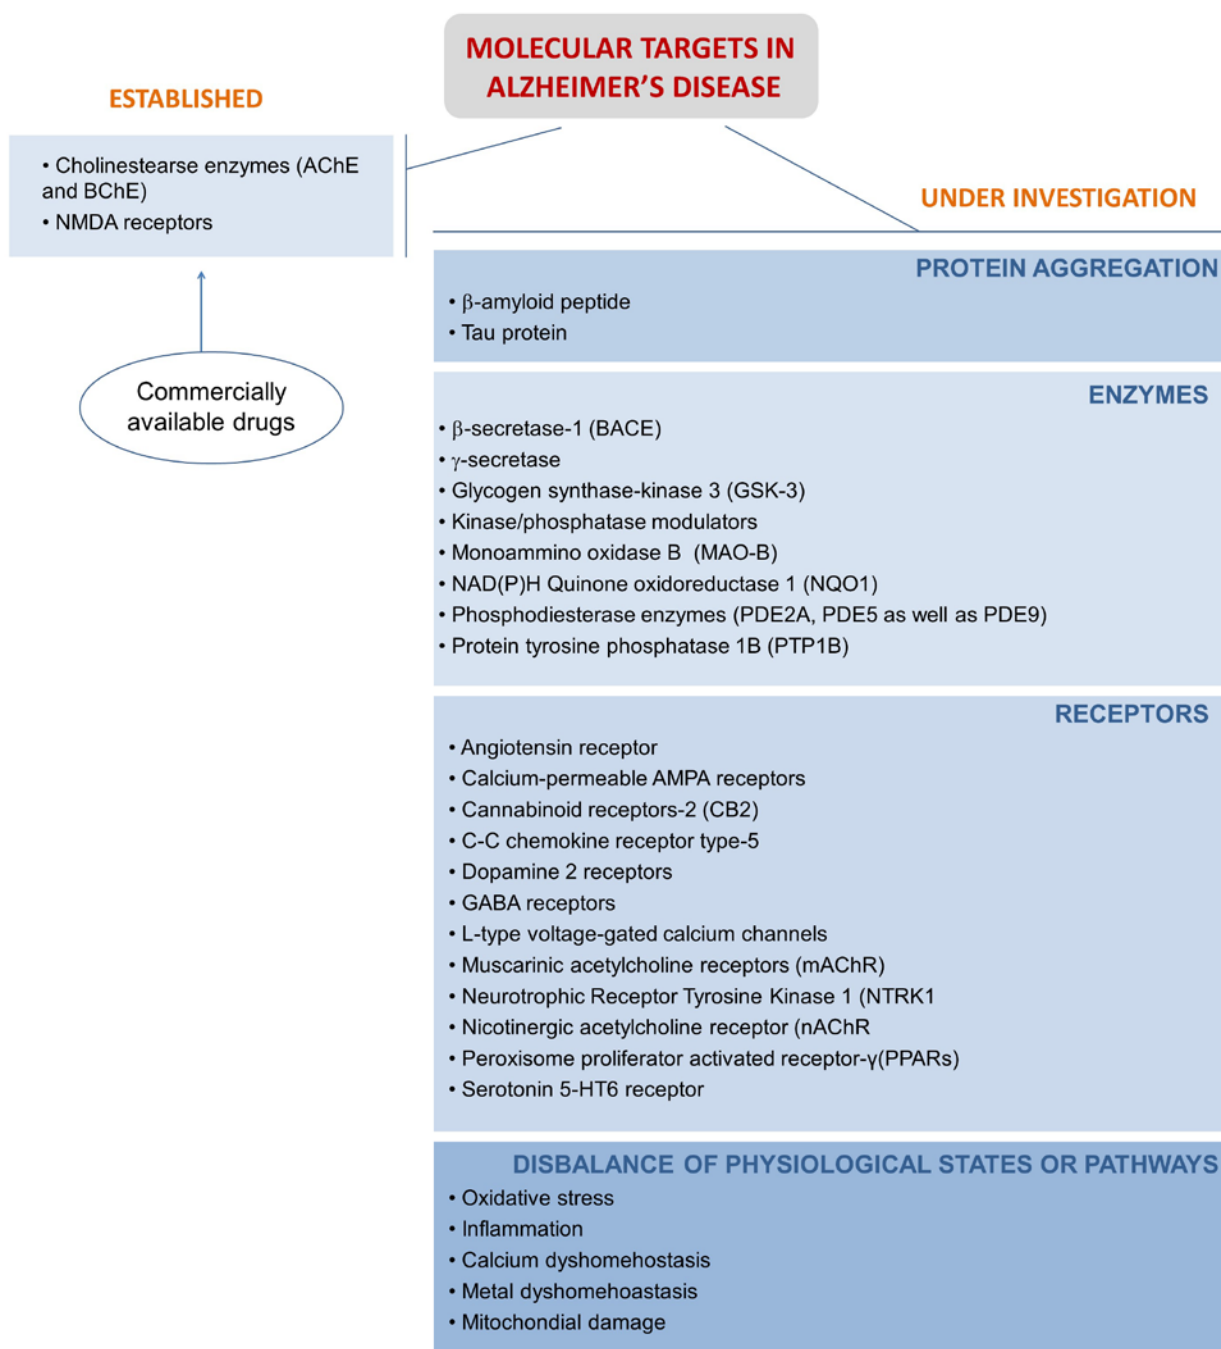 MOLECULAR TARGETS IN
ALZHEIMER’S DISEASE
ESTABLISHED
• Cholinestearse enzymes (AChE
and BChE)
• NMDA receptors
Commercially
available drugs
UNDER INVESTIGATION
PROTEIN AGGREGATION
• β-amyloid peptide
• Tau protein
ENZYMES
• β-secretase-1 (BACE)
• γ-secretase
• Glycogen synthase-kinase 3 (GSK-3)
• Kinase/phosphatase modulators
• Monoammino oxidase B (MAO-B)
• NAD(P)H Quinone oxidoreductase 1 (NQO1)
• Phosphodiesterase enzymes (PDE2A, PDE5 as well as PDE9)
• Protein tyrosine phosphatase 1B (PTP1B)
RECEPTORS
• Angiotensin receptor
• Calcium-permeable AMPA receptors
• Cannabinoid receptors-2 (CB2)
• C-C chemokine receptor type-5
• Dopamine 2 receptors
• GABA receptors
• L-type voltage-gated calcium channels
• Muscarinic acetylcholine receptors (mAChR)
• Neurotrophic Receptor Tyrosine Kinase 1 (NTRK1
• Nicotinergic acetylcholine receptor (nAChR
• Peroxisome proliferator activated receptor-γ(PPARs)
• Serotonin 5-HT6 receptor
DISBALANCE OF PHYSIOLOGICAL STATES OR PATHWAYS
• Oxidative stress
• Inflammation
• Calcium dyshomehostasis
• Metal dyshomehoastasis
• Mitochondial damage